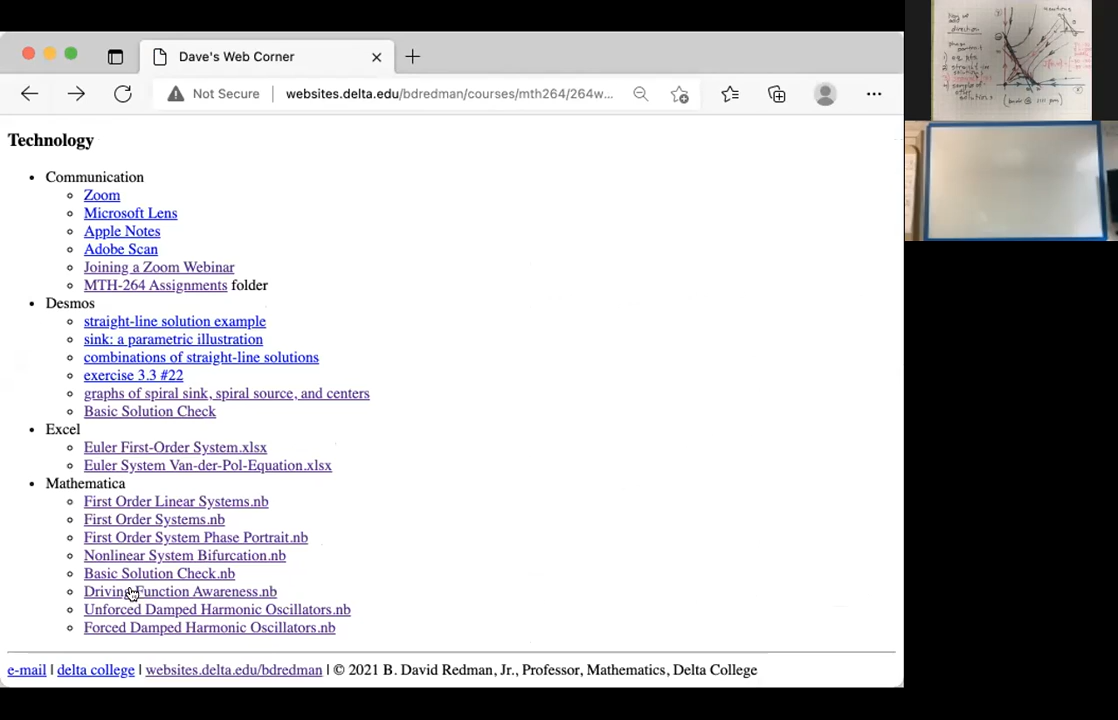 Dave's Web Corner
Not Secure
websites.delta.edu/bdredman/courses/mth264/264w...
Technology
Communication
Zoom
Microsoft Lens
Apple Notes
Adobe Scan
Joining a Zoom Webinar
MTH-264 Assignments folder
Desmos
straight-line solution example
sink: a parametric illustration
combinations of straight-line solutions
exercise 3.3 #22
graphs of spiral sink, spiral source, and centers
Basic Solution Check
Excel
Euler First-Order System.xlsx
Euler System Van-der-Pol-Equation.xlsx
Mathematica
First Order Linear Systems.nb
First Order Systems.nb
First Order System Phase Portrait.nb
Nonlinear System Bifurcation.nb
Basic Solution Check.nb
Driving Function Awareness.nb
Unforced Damped Harmonic Oscillators.nb
Forced Damped Harmonic Oscillators.nb
e-mail | delta college | websites.delta.edu/bdredman | © 2021 B. David Redman, Jr., Professor, Mathematics, Delta College
direction
phase
portrait